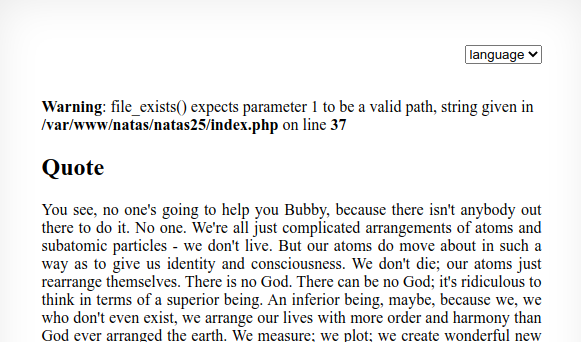 language
Warning: file_exists() expects parameter 1 to be a valid path, string given in
/var/www/natas/natas25/index.php on line 37
Quote
You see, no one's going to help you Bubby, because there isn't anybody out
there to do it. No one. We're all just complicated arrangements of atoms and
subatomic particles - we don't live. But our atoms do move about in such a
way as to give us identity and consciousness. We don't die; our atoms just
rearrange themselves. There is no God. There can be no God; it's ridiculous to
think in terms of a superior being. An inferior being, maybe, because we, we
who don't even exist, we arrange our lives with more order and harmony than
God ever arranged the earth. We measure; we plot; we create wonderful new